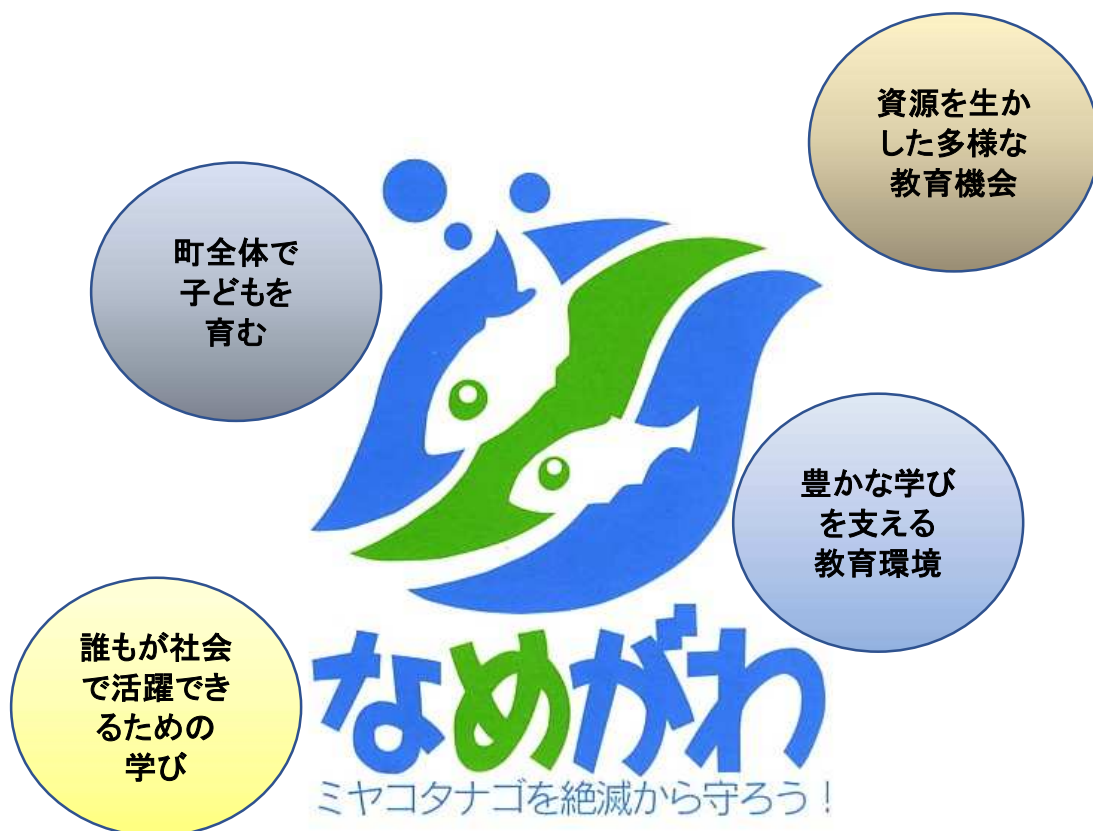 資源を生か
した多様な
教育機会
町全体で
子どもを
育む
豊かな学び
を支える
教育環境
誰もが社会
で活躍でき
るための
学び
なめがわ
ミヤコタナゴを絶滅から守ろう！